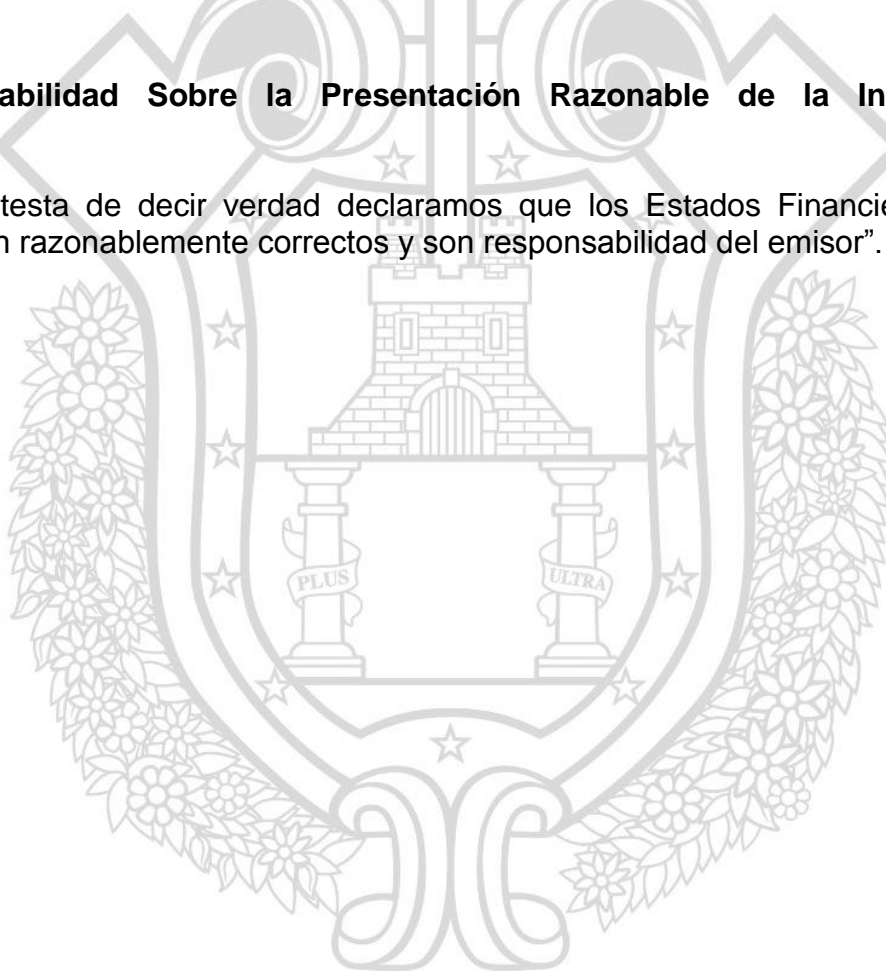 abilidad Sobre la Presentación Razonable de la In
testa de decir verdad declaramos que los Estados Financie
n razonablemente correctos y son responsabilidad del emisor”.
PLUS ULTRA